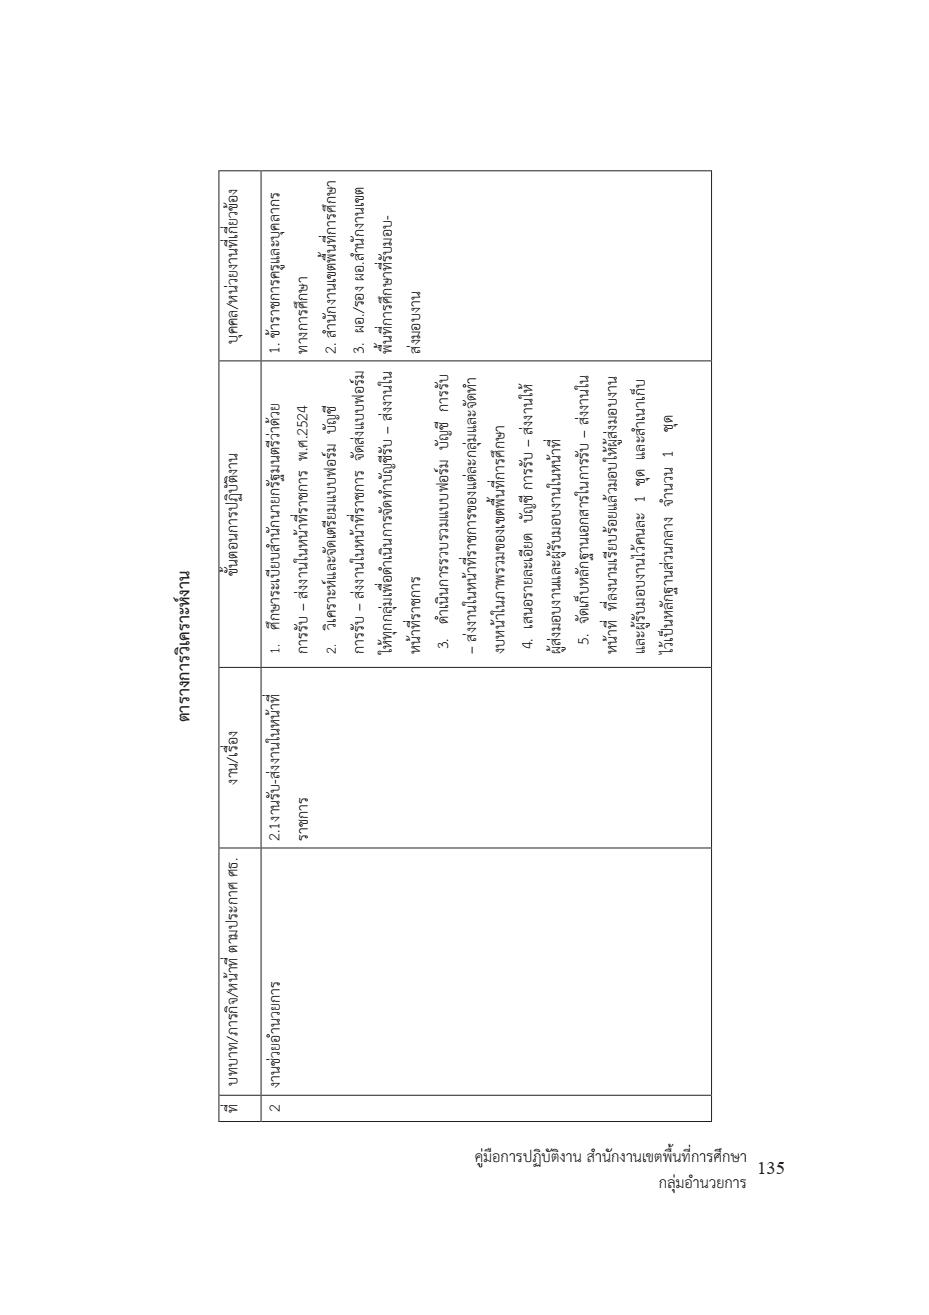 ตารางการวิเคราะห์งาน
ที่
บทบาท/ภารกิจ/หน้าที่ ตามประกาศ ศธ.
งาน/เรื่อง
ขั้นตอนการปฏิบัติงาน
บุคคล/หน่วยงานที่เกี่ยวข้อง
2
งานช่วยอำนวยการ
2.1งานรับ-ส่งงานในหน้าที่
ราชการ
1. ศึกษาระเบียบสำนักนายกรัฐมนตรีว่าด้วย
การรับ – ส่งงานในหน้าที่ราชการ พ.ศ.2524
2. วิเคราะห์และจัดเตรียมแบบฟอร์ม บัญชี
การรับ – ส่งงานในหน้าที่ราชการ จัดส่งแบบฟอร์ม
ให้ทุกกลุ่มเพื่อดำเนินการจัดทำบัญชีรับ – ส่งงานใน
หน้าที่ราชการ
3. ดำเนินการรวบรวมแบบฟอร์ม บัญชี การรับ
– ส่งงานในหน้าที่ราชการของแต่ละกลุ่มและจัดทำ
งบหน้าในภาพรวมของเขตพื้นที่การศึกษา
4. เสนอรายละเอียด บัญชี การรับ – ส่งงานให้
ผู้ส่งมอบงานและผู้รับมอบงานในหน้าที่
5. จัดเก็บหลักฐานเอกสารในการรับ – ส่งงานใน
หน้าที่ ที่ลงนามเรียบร้อยแล้วมอบให้ผู้ส่งมอบงาน
และผู้รับมอบงานไว้คนละ 1 ชุด และสำเนาเก็บ
ไว้เป็นหลักฐานส่วนกลาง จำนวน 1 ชุด
1. ข้าราชการครูและบุคลากร
ทางการศึกษา
2. สำนักงานเขตพื้นที่การศึกษา
3. ผอ./รอง ผอ.สำนักงานเขต
พื้นที่การศึกษาที่รับมอบ-
ส่งมอบงาน
คู่มือการปฏิบัติงาน สำนักงานเขตพื้นที่การศึกษา
135
กลุ่มอำนวยการ